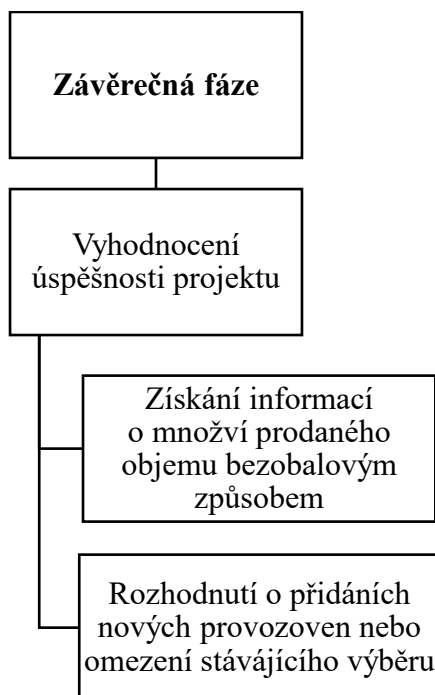 Závěrečná fáze
Vyhodnocení
úspěšnosti projektu
Získání informací
o množví prodaného
objemu bezobalovým
způsobem
Rozhodnutí o přidáních
nových provozoven nebo
omezení stávajícího výběru